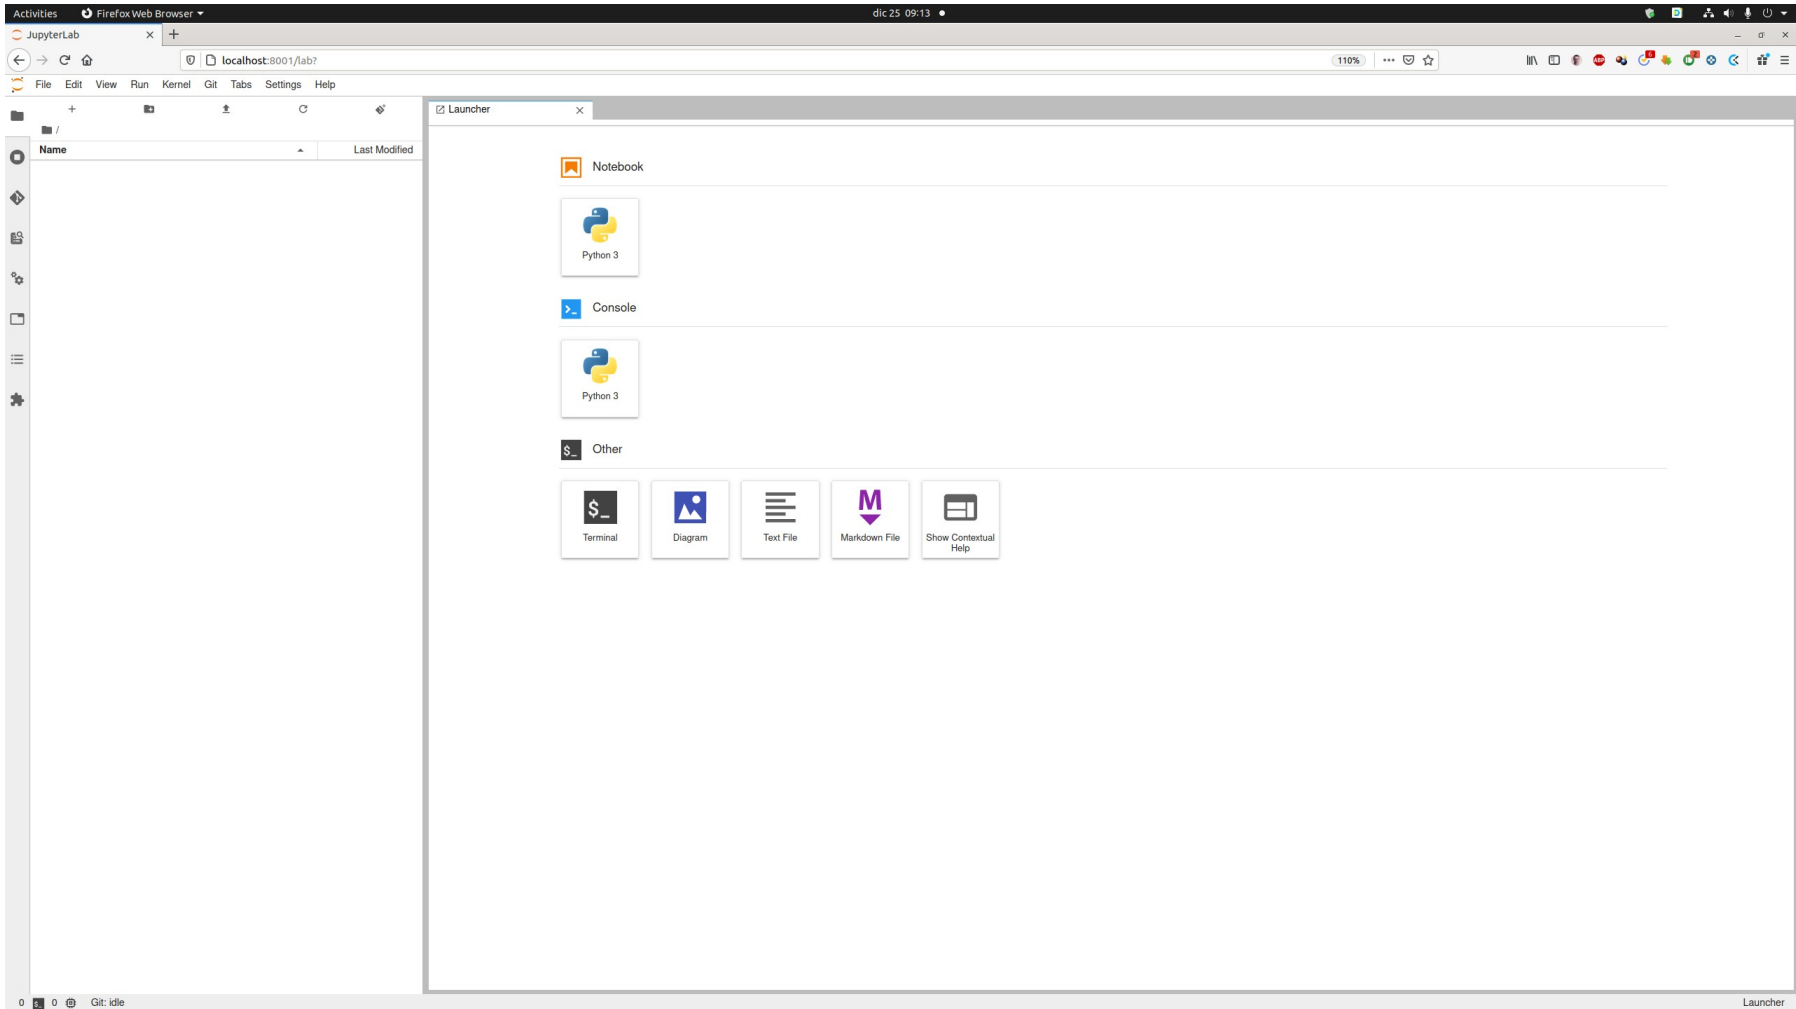 Activities Firefox Web Browser dic 25 09:13
JupyterLab
localhost:8001/lab? 110%
File Edit View Run Kernel Git Tabs Settings Help
Launcher
/
Name Last Modified
Notebook
Python 3
Console
Python 3
$_ Other
$_
Terminal
Diagram
Text File
M
Markdown File
Show Contextual
Help
0 $_ 0 Git: idle Launcher